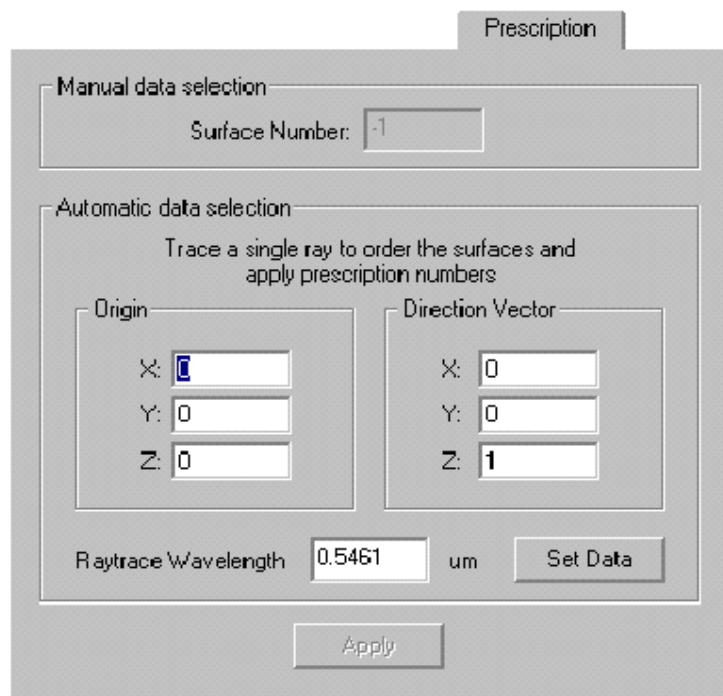 Prescription
Manual data selection
Surface Number: -1
Automatic data selection
Trace a single ray to order the surfaces and
apply prescription numbers
Origin
X: 0
Y: 0
Z: 0
Direction Vector
X: 0
Y: 0
Z: 1
Raytrace Wavelength 0.5461 um Set Data
Apply